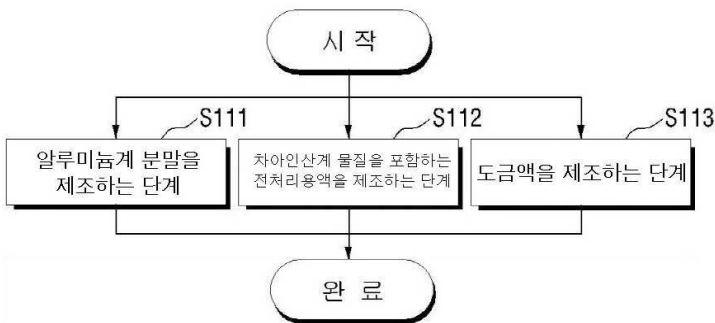 시 작
S111
S112
S113
알루미늄계 분말을
제조하는 단계
차아인산계 물질을 포함하는
전처리용액을 제조하는 단계
도금액을 제조하는 단계
완 료